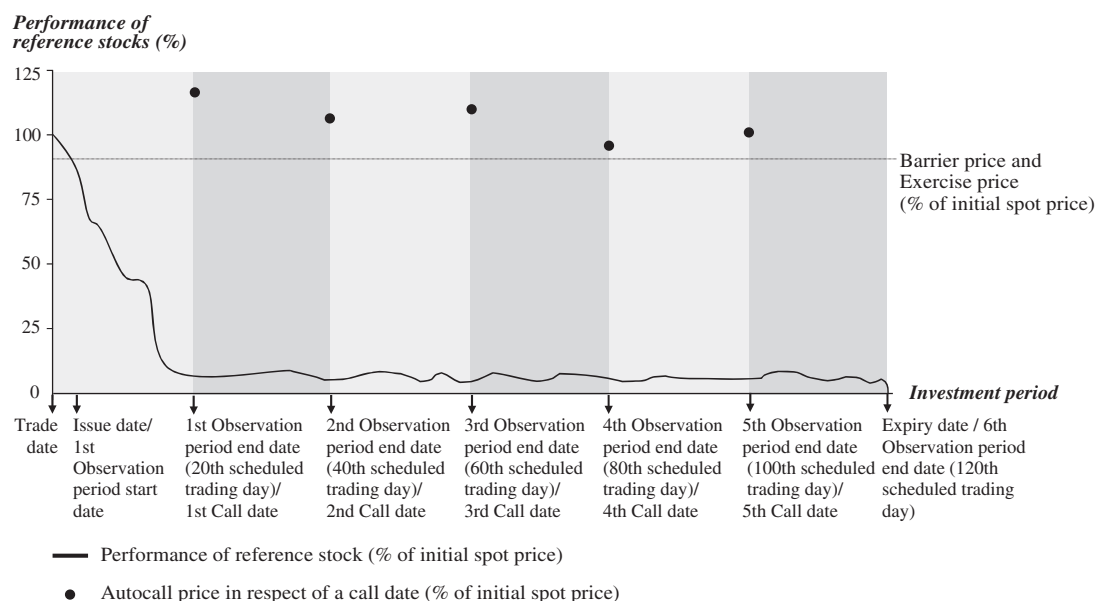 Performance of
reference stocks (%)
125
100
75
50
25
0
Barrier price and
Exercise price
(% of initial spot price)
Investment period
Trade
date
Issue date/
1st
Observation
period start
date
1st Observation
period end date
(20th scheduled
trading day)/
1st Call date
2nd Observation
period end date
(40th scheduled
trading day)/
2nd Call date
3rd Observation
period end date
(60th scheduled
trading day)/
3rd Call date
4th Observation
period end date
(80th scheduled
trading day)/
4th Call date
5th Observation
period end date
(100th scheduled
trading day)/
5th Call date
Expiry date / 6th
Observation period
end date (120th
scheduled trading
day)
Performance of reference stock (% of initial spot price)
Autocall price in respect of a call date (% of initial spot price)